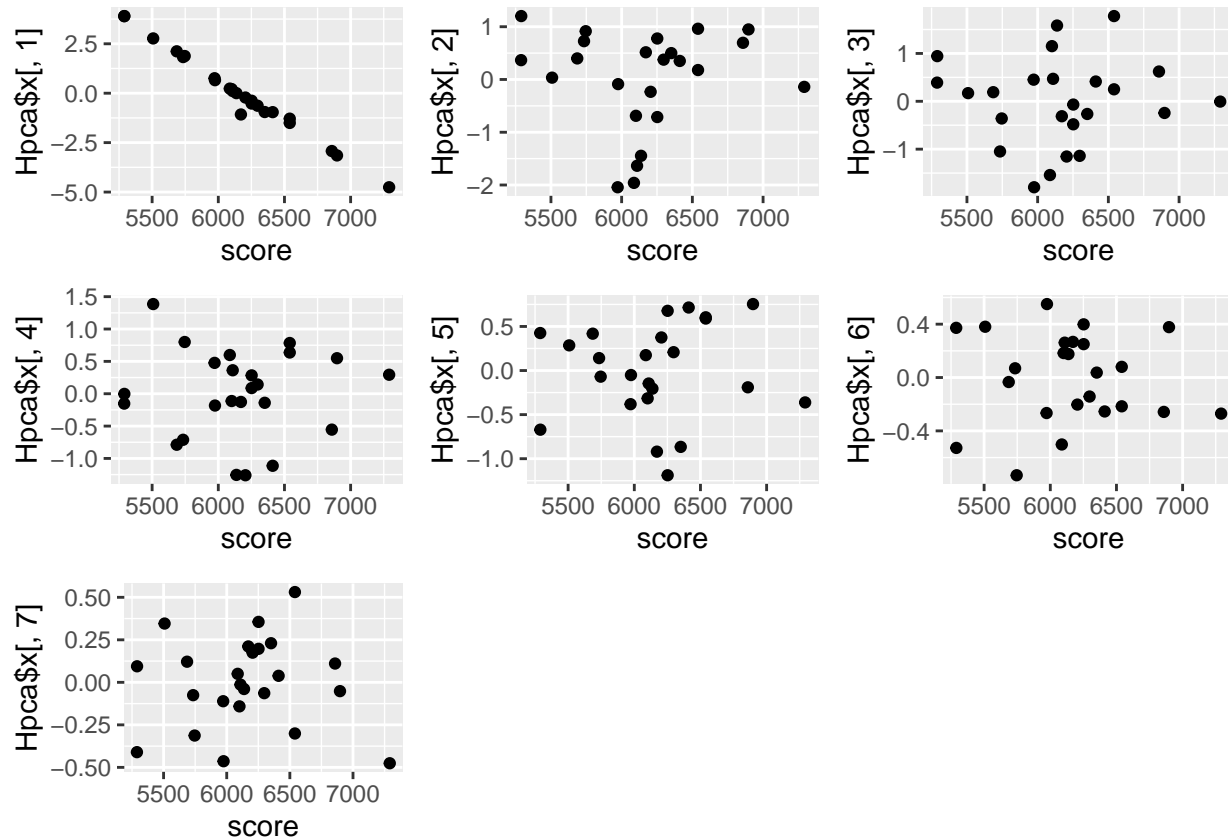 Hpca$x[, 1]
2.5
0.0
−2.5
−5.0
5500 6000 6500 7000
score
Hpca$x[, 2]
1
0
−1
−2
5500 6000 6500 7000
score
Hpca$x[, 3]
1
0
−1
5500 6000 6500 7000
score
Hpca$x[, 4]
1.5
1.0
0.5
0.0
−0.5
−1.0
5500 6000 6500 7000
score
Hpca$x[, 5]
0.5
0.0
−0.5
−1.0
5500 6000 6500 7000
score
Hpca$x[, 6]
0.4
0.0
−0.4
5500 6000 6500 7000
score
Hpca$x[, 7]
0.50
0.25
0.00
−0.25
−0.50
5500 6000 6500 7000
score